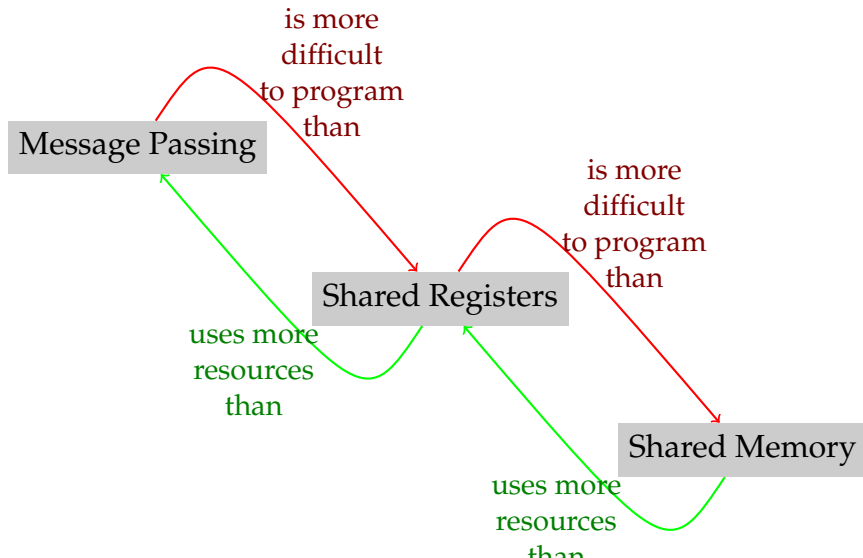 is more
difficult
to program
than
Message Passing
is more
difficult
to program
than
Shared Registers
uses more
resources
than
Shared Memory
uses more
resources
than